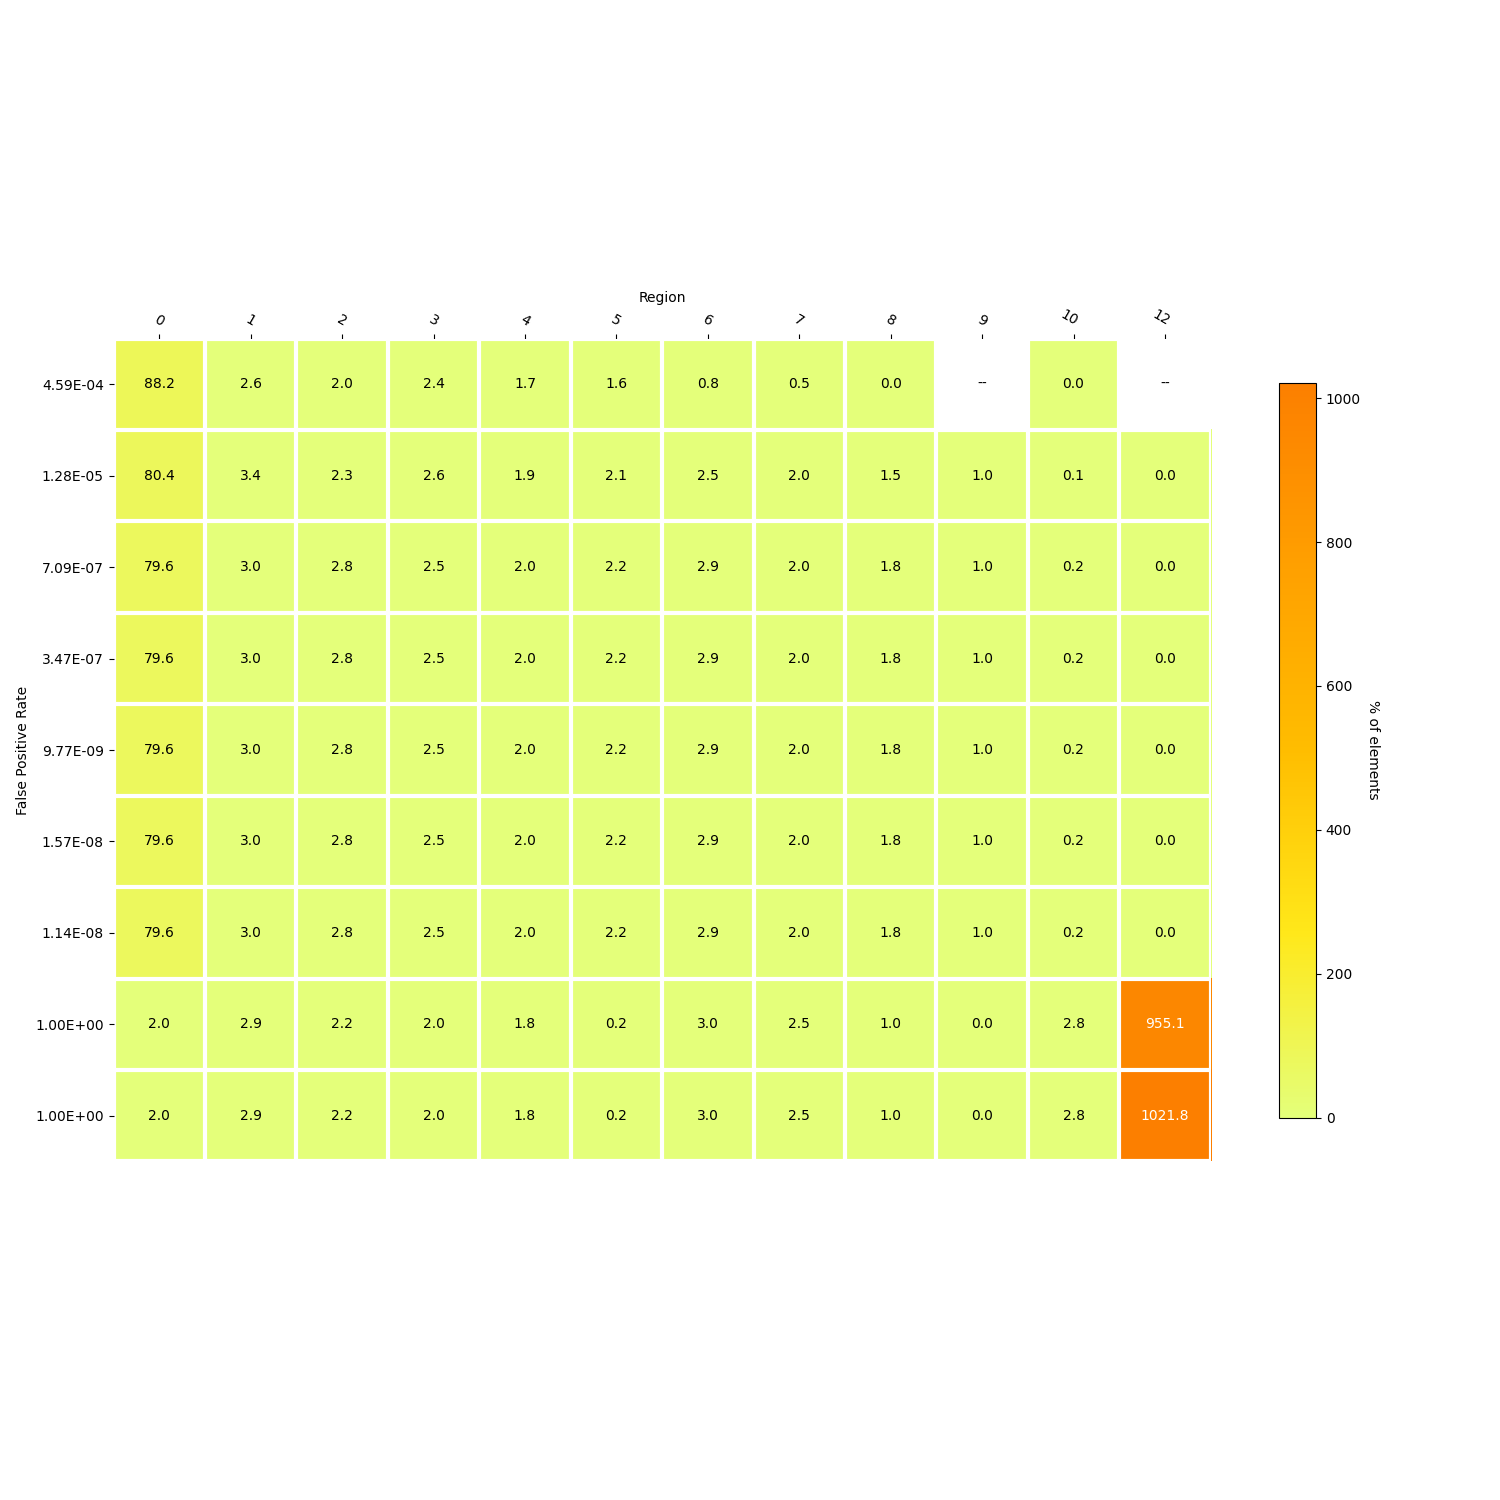 Region
0 1 2 3 4 5 6 7 8 9 10 12
4.59E-04 88.2 2.6 2.0 2.4 1.7 1.6 0.8 0.5 0.0 -- 0.0 --
1.28E-05 80.4 3.4 2.3 2.6 1.9 2.1 2.5 2.0 1.5 1.0 0.1 0.0
7.09E-07 79.6 3.0 2.8 2.5 2.0 2.2 2.9 2.0 1.8 1.0 0.2 0.0
3.47E-07 79.6 3.0 2.8 2.5 2.0 2.2 2.9 2.0 1.8 1.0 0.2 0.0
9.77E-09 79.6 3.0 2.8 2.5 2.0 2.2 2.9 2.0 1.8 1.0 0.2 0.0
1.57E-08 79.6 3.0 2.8 2.5 2.0 2.2 2.9 2.0 1.8 1.0 0.2 0.0
1.14E-08 79.6 3.0 2.8 2.5 2.0 2.2 2.9 2.0 1.8 1.0 0.2 0.0
1.00E+00 2.0 2.9 2.2 2.0 1.8 0.2 3.0 2.5 1.0 0.0 2.8 955.1
1.00E+00 2.0 2.9 2.2 2.0 1.8 0.2 3.0 2.5 1.0 0.0 2.8 1021.8
False Positive Rate
1000
800
600
400
200
0
% of elements